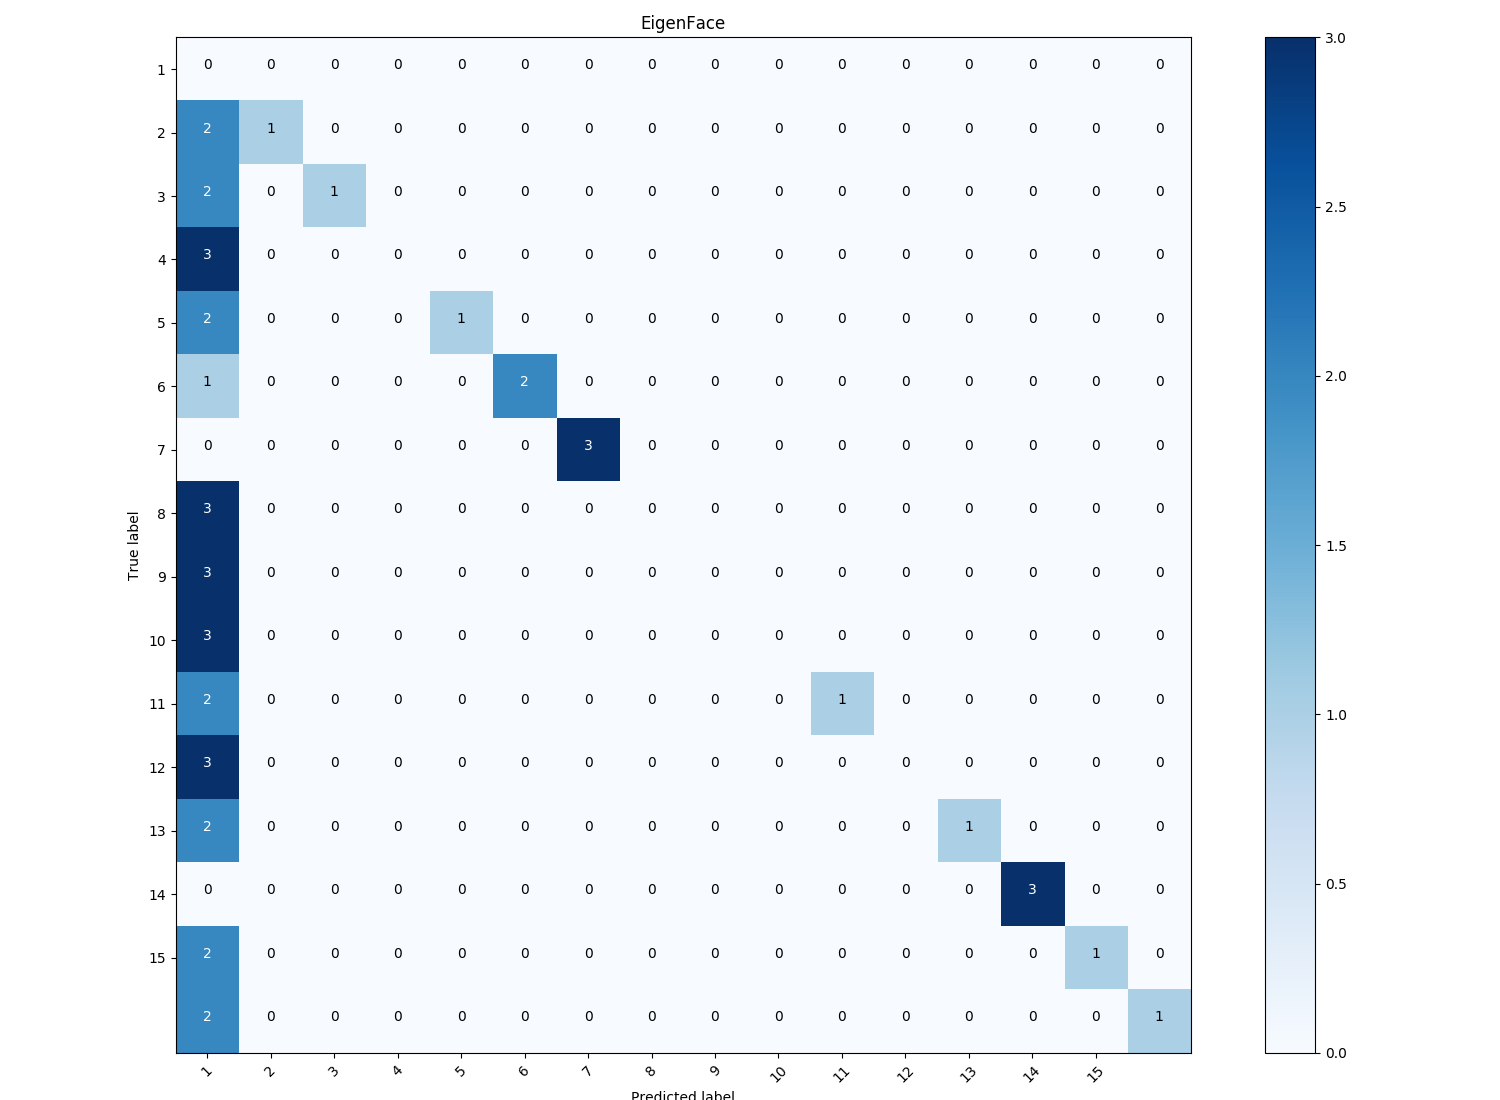 EigenFace
1 0 0 0 0 0 0 0 0 0 0 0 0 0 0 0 0
2 2 1 0 0 0 0 0 0 0 0 0 0 0 0 0 0
3 2 0 1 0 0 0 0 0 0 0 0 0 0 0 0 0
4 3 0 0 0 0 0 0 0 0 0 0 0 0 0 0 0
5 2 0 0 0 1 0 0 0 0 0 0 0 0 0 0 0
6 1 0 0 0 0 2 0 0 0 0 0 0 0 0 0 0
7 0 0 0 0 0 0 3 0 0 0 0 0 0 0 0 0
8 3 0 0 0 0 0 0 0 0 0 0 0 0 0 0 0
9 3 0 0 0 0 0 0 0 0 0 0 0 0 0 0 0
10 3 0 0 0 0 0 0 0 0 0 0 0 0 0 0 0
11 2 0 0 0 0 0 0 0 0 0 1 0 0 0 0 0
12 3 0 0 0 0 0 0 0 0 0 0 0 0 0 0 0
13 2 0 0 0 0 0 0 0 0 0 0 0 1 0 0 0
14 0 0 0 0 0 0 0 0 0 0 0 0 0 3 0 0
15 2 0 0 0 0 0 0 0 0 0 0 0 0 0 1 0
2 0 0 0 0 0 0 0 0 0 0 0 0 0 0 1
1 2 3 4 5 6 7 8 9 10 11 12 13 14 15
True label
Predicted label
3.0
2.5
2.0
1.5
1.0
0.5
0.0